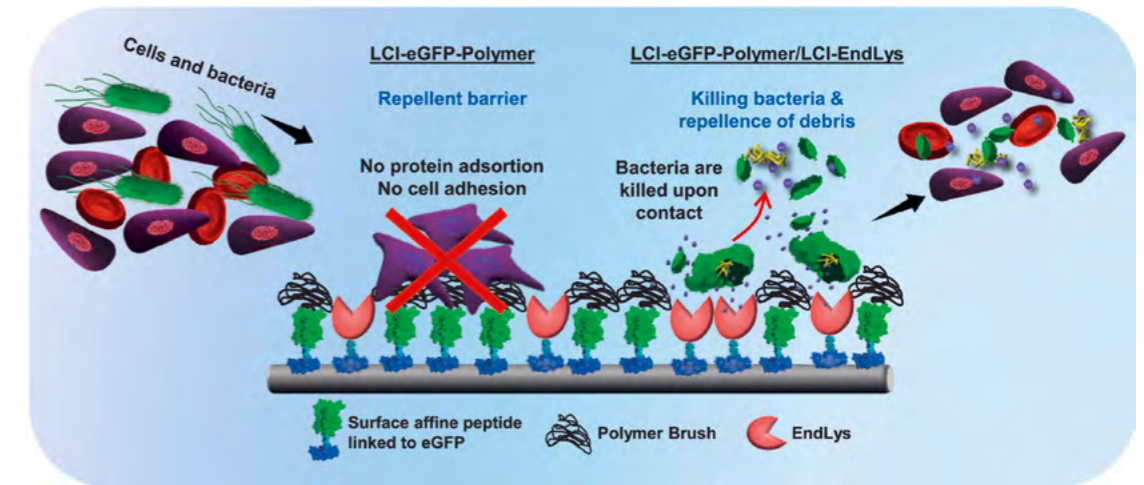 Cells and bacteria
LCI-eGFP-Polymer
Repellent barrier
No protein adsortion
No cell adhesion
LCI-eGFP-Polymer/LCI-EndLys
Killing bacteria &
repellence of debris
Bacteria are
killed upon
contact
Surface affine peptide
linked to eGFP
Polymer Brush
EndLys